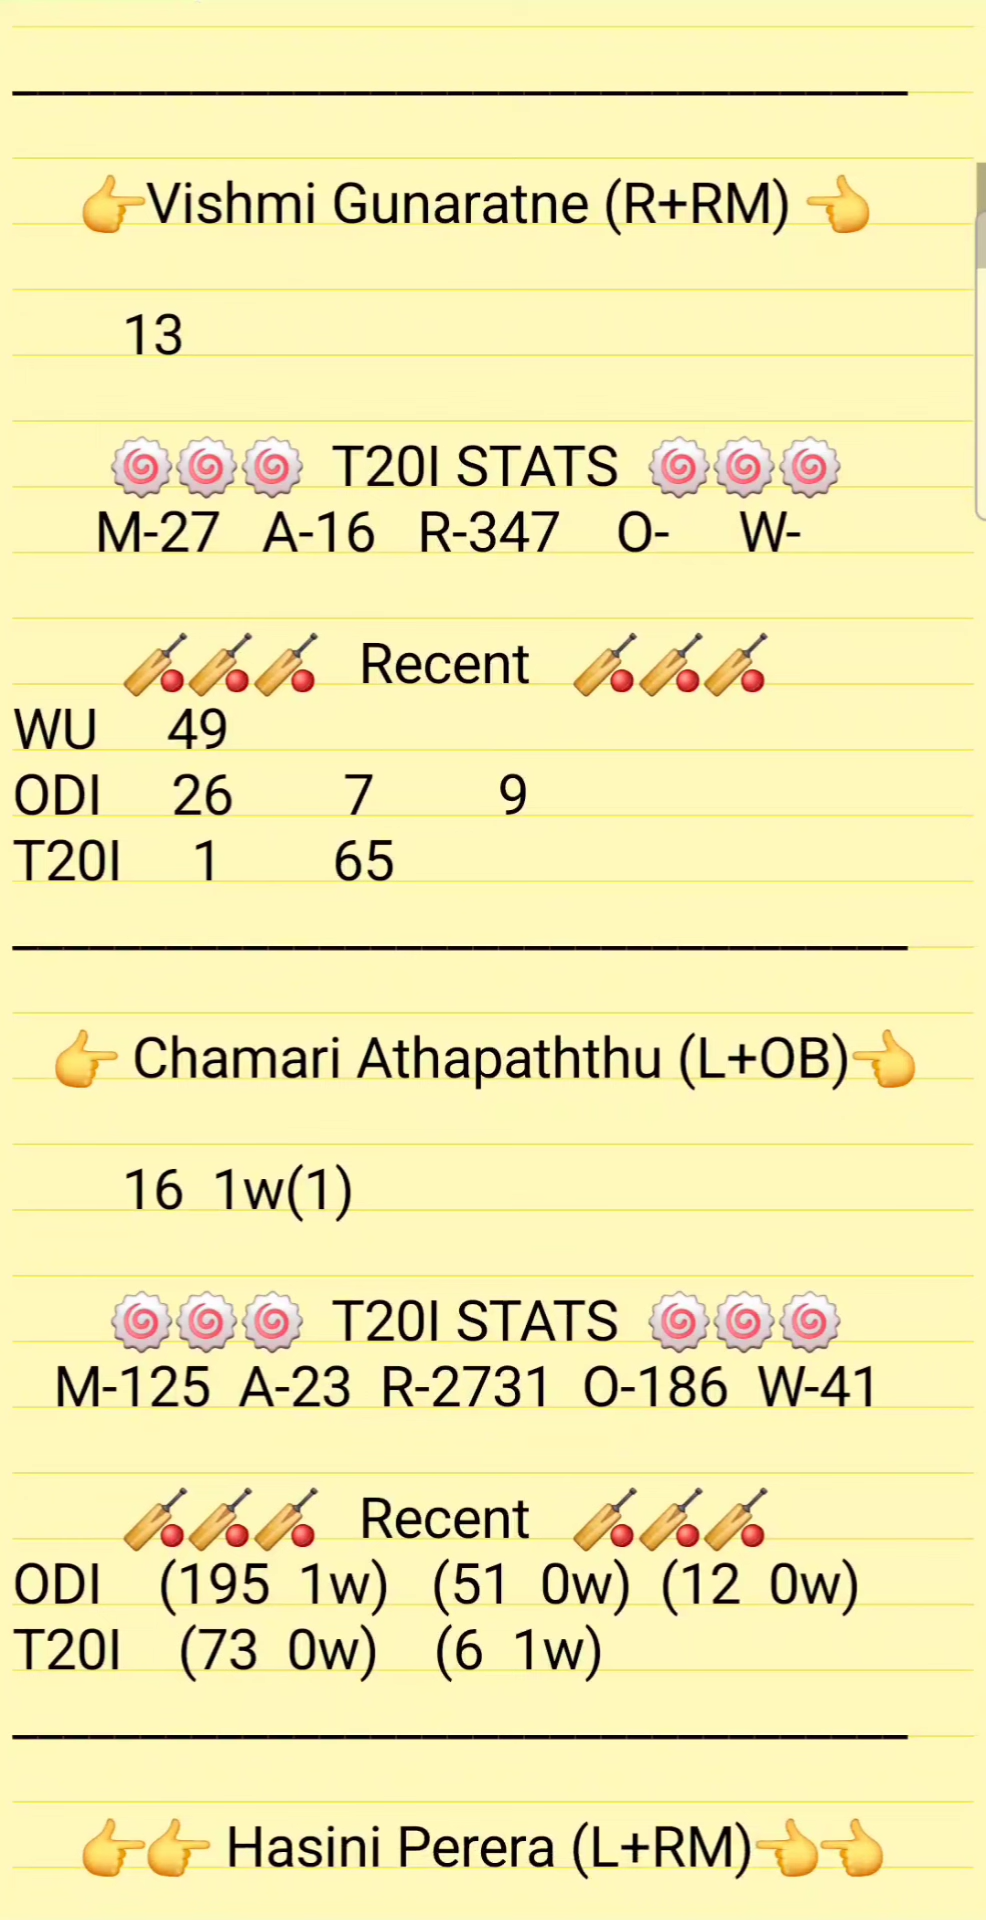 👉Vishmi Gunaratne (R+RM) 👈
13
🍥🍥🍥 T20I STATS 🍥🍥🍥
M-27 A-16 R-347 O- W-
🏏🏏🏏 Recent 🏏🏏🏏
WU 49
ODI 26 7 9
T20I 1 65
👉 Chamari Athapaththu (L+OB)👈
16 1w(1)
🍥🍥🍥 T20I STATS 🍥🍥🍥
M-125 A-23 R-2731 O-186 W-41
🏏🏏🏏 Recent 🏏🏏🏏
ODI (195 1w) (51 0w) (12 0w)
T20I (73 0w) (6 1w)
👉👉 Hasini Perera (L+RM)👈👈